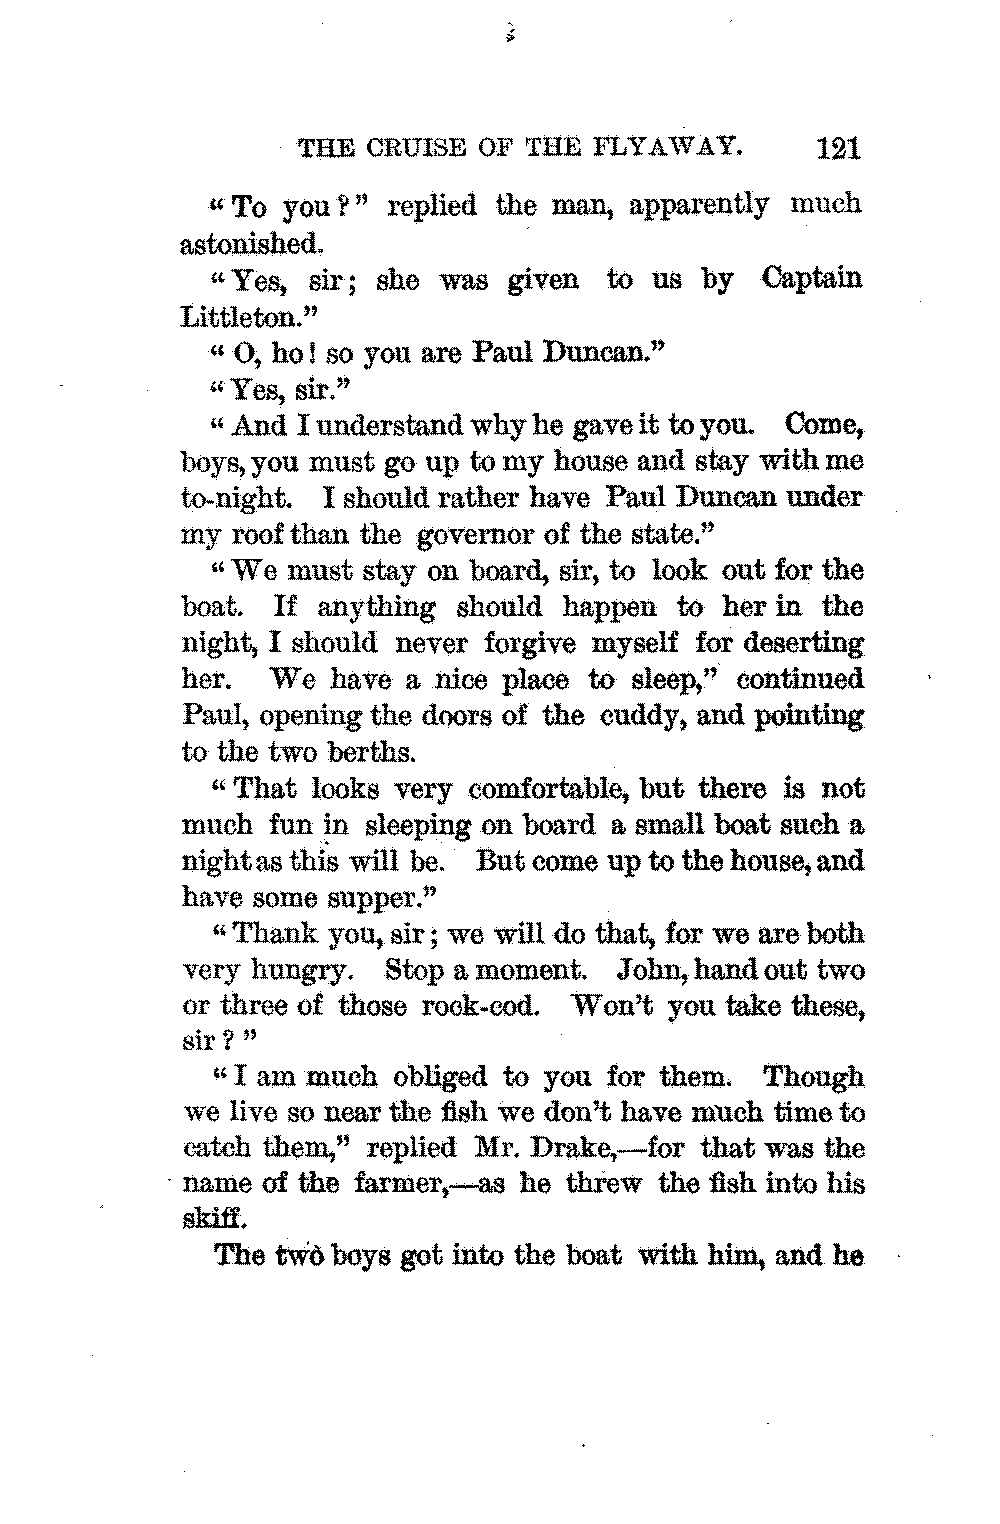 THE CRUISE OF THE FLYAWAY. 121
"To you?" replied the man, apparently much
astonished.
"Yes, sir; she was given to us by Captain
Littleton."
"O, ho! so you are Paul Duncan."
"Yes, sir."
"And I understand why he gave it to you. Come,
boys, you must go up to my house and stay with me
to-night. I should rather have Paul Duncan under
my roof than the governor of the state."
"We must stay on board, sir, to look out for the
boat. If anything should happen to her in the
night, I should never forgive myself for deserting
her. We have a nice place to sleep," continued
Paul, opening the doors of the cuddy, and pointing
to the two berths.
"That looks very comfortable, but there is not
much fun in sleeping on board a small boat such a
night as this will be. But come up to the house, and
have some supper."
"Thank you, sir; we will do that, for we are both
very hungry. Stop a moment. John, hand out two
or three of those rock-cod. Won't you take these,
sir?"
"I am much obliged to you for them. Though
we live so near the fish we don't have much time to
catch them," replied Mr. Drake,—for that was the
name of the farmer,—as he threw the fish into his
skiff.
The two boys got into the boat with him, and he